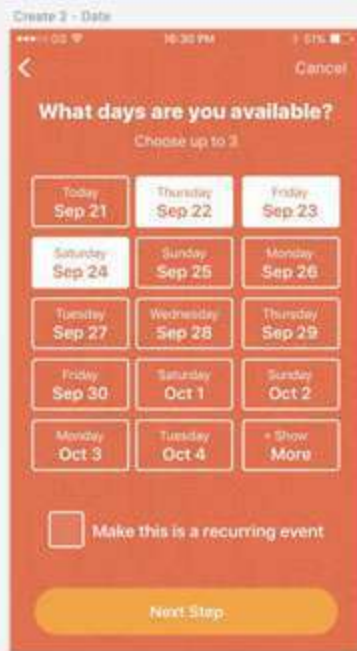 Create 2 - Date
10:30 PM
Cancel
What days are you available?
Choose up to 3
Today Thursday Friday
Sep 21 Sep 22 Sep 23
Saturday Sunday Monday
Sep 24 Sep 25 Sep 26
Tuesday Wednesday Thursday
Sep 27 Sep 28 Sep 29
Friday Saturday Sunday
Sep 30 Oct 1 Oct 2
Monday Tuesday + Show
Oct 3 Oct 4 More
Make this is a recurring event
Next Step